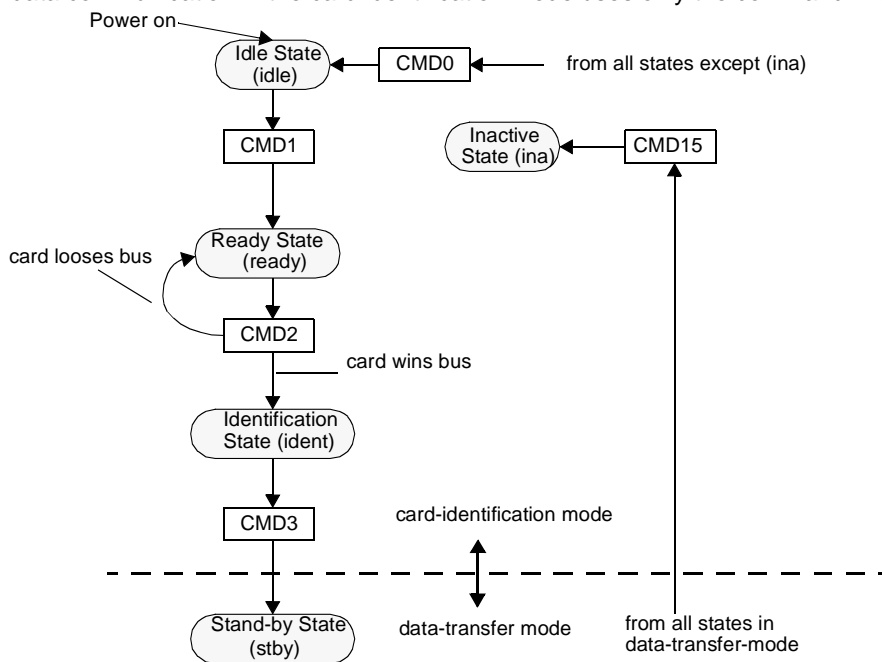 Power on
Idle State
(idle)
CMD0
from all states except (ina)
CMD1
Inactive
State (ina)
CMD15
Ready State
(ready)
card looses bus
CMD2
card wins bus
Identification
State (ident)
CMD3
card-identification mode
Stand-by State
(stby)
data-transfer mode
from all states in
data-transfer-mode